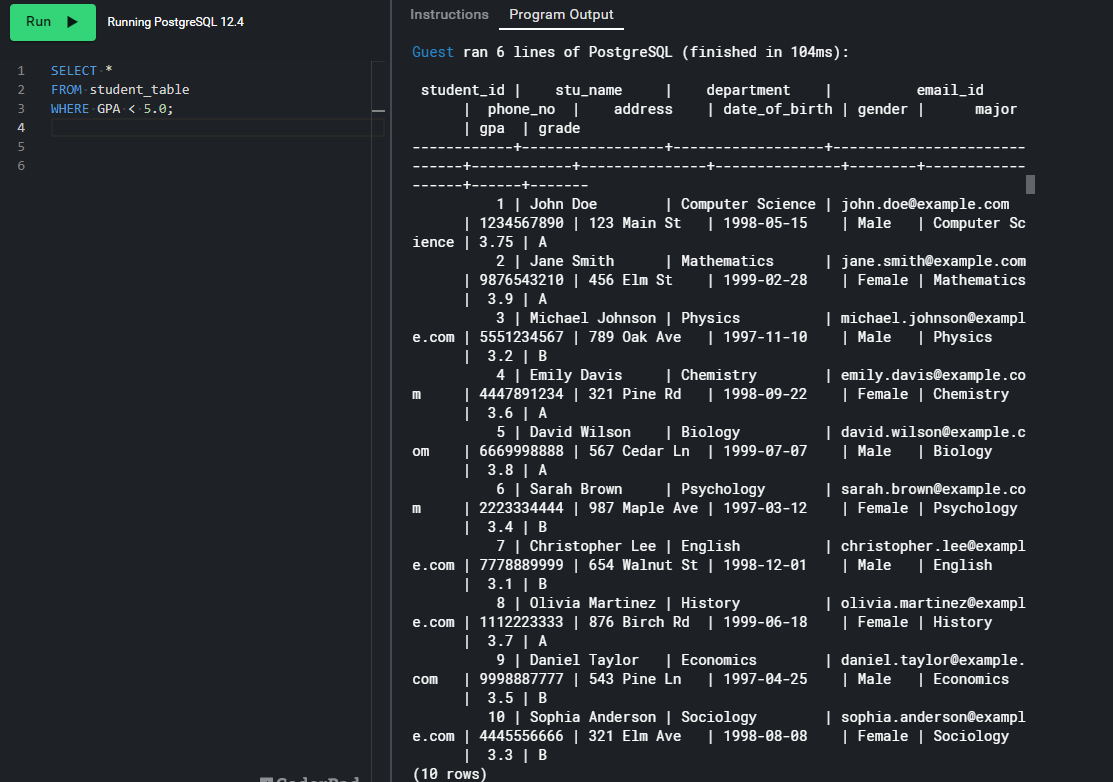 Run ▶ Running PostgreSQL 12.4
Instructions Program Output
1 SELECT *
2 FROM student_table
3 WHERE GPA < 5.0;
4
5
6
Guest ran 6 lines of PostgreSQL (finished in 104ms):
 student_id |    stu_name     |    department    |          email_id
      |  phone_no  |    address    | date_of_birth | gender |      major
      | gpa  | grade
------------+-----------------+------------------+-----------------------
------+------------+---------------+---------------+--------+------------
------+------+-------
          1 | John Doe        | Computer Science | john.doe@example.com
      | 1234567890 | 123 Main St   | 1998-05-15    | Male   | Computer Sc
ience | 3.75 | A
          2 | Jane Smith      | Mathematics      | jane.smith@example.com
      | 9876543210 | 456 Elm St    | 1999-02-28    | Female | Mathematics
      |  3.9 | A
          3 | Michael Johnson | Physics          | michael.johnson@exampl
e.com | 5551234567 | 789 Oak Ave   | 1997-11-10    | Male   | Physics
      |  3.2 | B
          4 | Emily Davis     | Chemistry        | emily.davis@example.co
m     | 4447891234 | 321 Pine Rd   | 1998-09-22    | Female | Chemistry
      |  3.6 | A
          5 | David Wilson    | Biology          | david.wilson@example.c
om    | 6669998888 | 567 Cedar Ln  | 1999-07-07    | Male   | Biology
      |  3.8 | A
          6 | Sarah Brown     | Psychology       | sarah.brown@example.co
m     | 2223334444 | 987 Maple Ave | 1997-03-12    | Female | Psychology
      |  3.4 | B
          7 | Christopher Lee | English          | christopher.lee@exampl
e.com | 7778889999 | 654 Walnut St | 1998-12-01    | Male   | English
      |  3.1 | B
          8 | Olivia Martinez | History          | olivia.martinez@exampl
e.com | 1112223333 | 876 Birch Rd  | 1999-06-18    | Female | History
      |  3.7 | A
          9 | Daniel Taylor   | Economics        | daniel.taylor@example.
com   | 9998887777 | 543 Pine Ln   | 1997-04-25    | Male   | Economics
      |  3.5 | B
         10 | Sophia Anderson | Sociology        | sophia.anderson@exampl
e.com | 4445556666 | 321 Elm Ave   | 1998-08-08    | Female | Sociology
      |  3.3 | B
(10 rows)